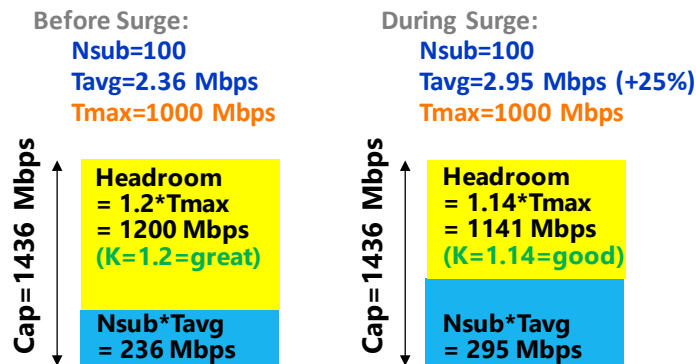 Before Surge:
Nsub=100
Tavg=2.36 Mbps
Tmax=1000 Mbps
Cap=1436 Mbps
Headroom
= 1.2*Tmax
= 1200 Mbps
(K=1.2=great)
Nsub*Tavg
= 236 Mbps
During Surge:
Nsub=100
Tavg=2.95 Mbps (+25%)
Tmax=1000 Mbps
Cap=1436 Mbps
Headroom
= 1.14*Tmax
= 1141 Mbps
(K=1.14=good)
Nsub*Tavg
= 295 Mbps